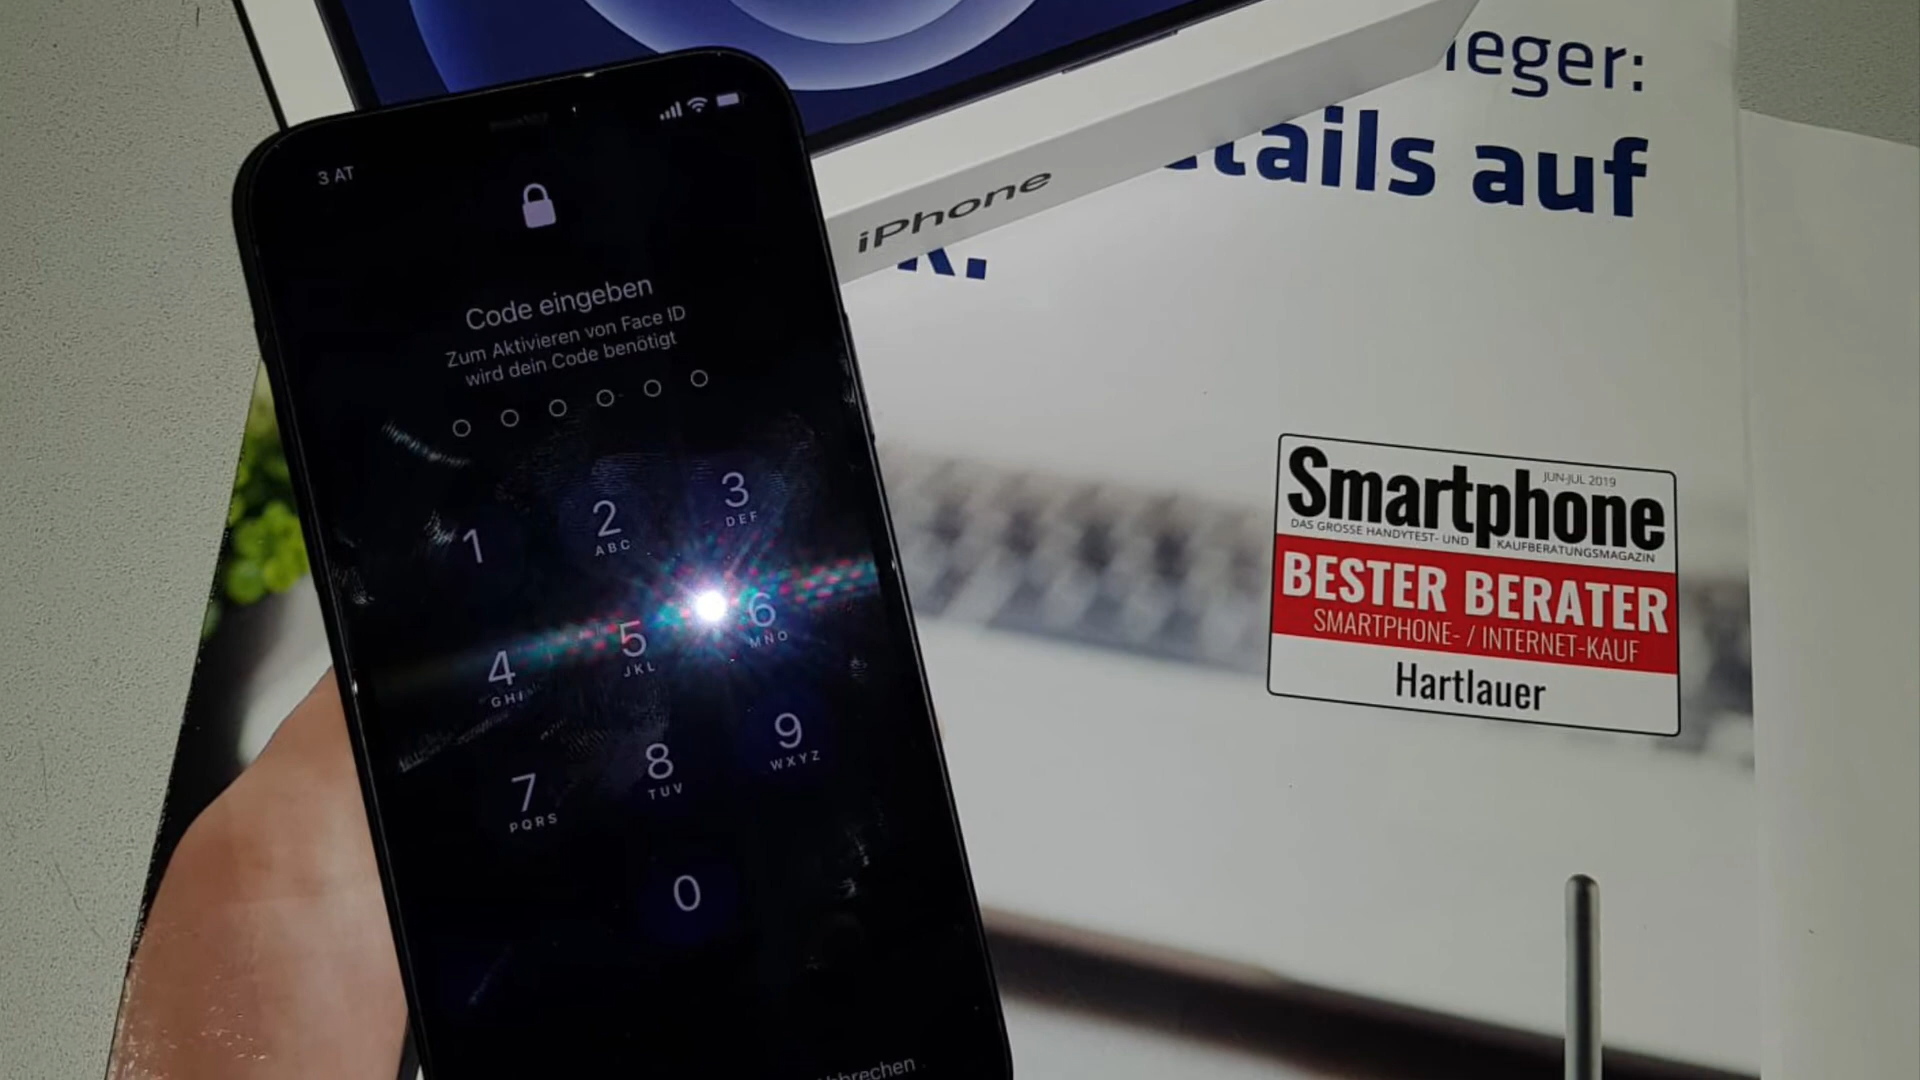 3 AT
Code eingeben
Zum Aktivieren von Face ID
wird dein Code benötigt
1
2
ABC
3
DEF
4
GHI
5
JKL
6
MNO
7
PQRS
8
TUV
9
WXYZ
0
iPhone
auf
Smartphone
JUN-JUL 2019
DAS GROSSE HANDYTEST- UND KAUFBERATUNGSMAGAZIN
BESTER BERATER
SMARTPHONE- / INTERNET-KAUF
Hartlauer